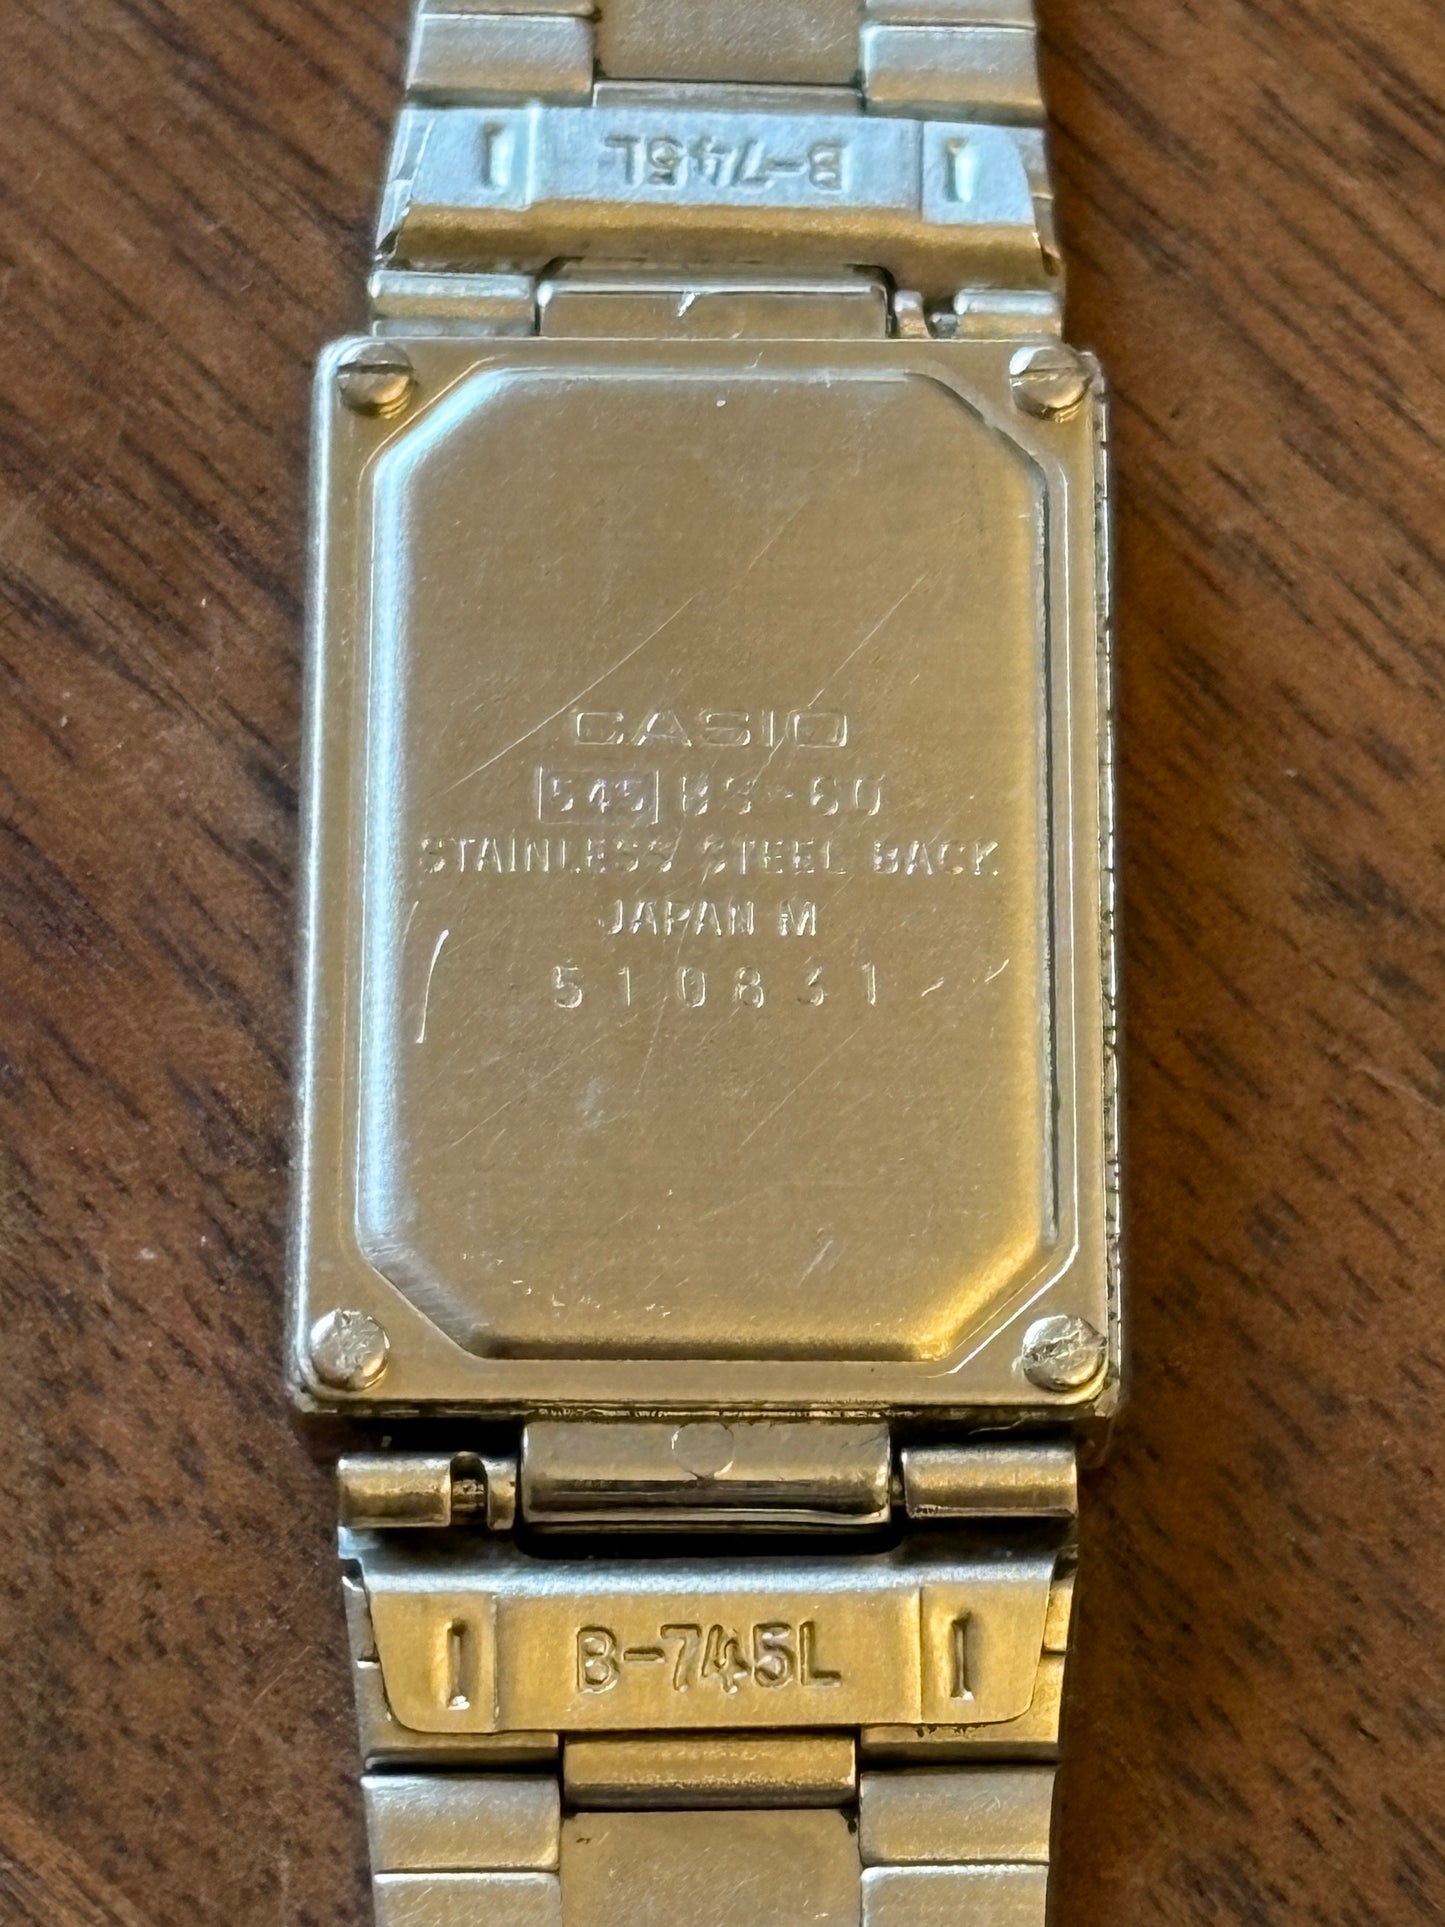 B-745L
CASIO
545 BS-60
STAINLESS STEEL BACK
JAPAN M
510831
B-745L